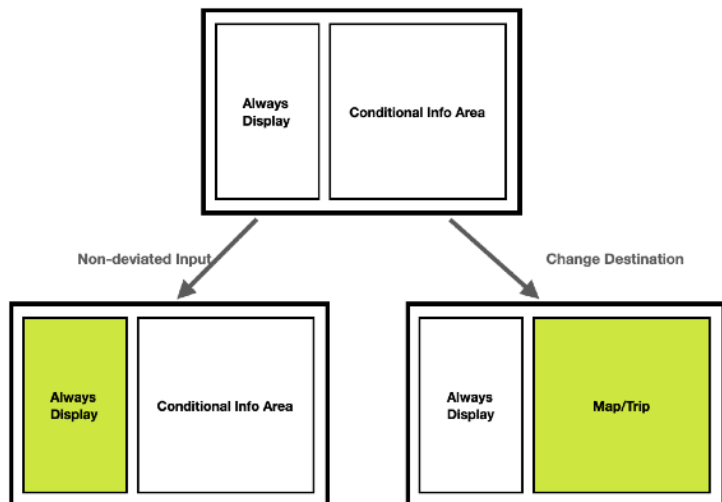 Always
Display
Conditional Info Area
Non-deviated Input
Change Destination
Always
Display
Conditional Info Area
Always
Display
Map/Trip